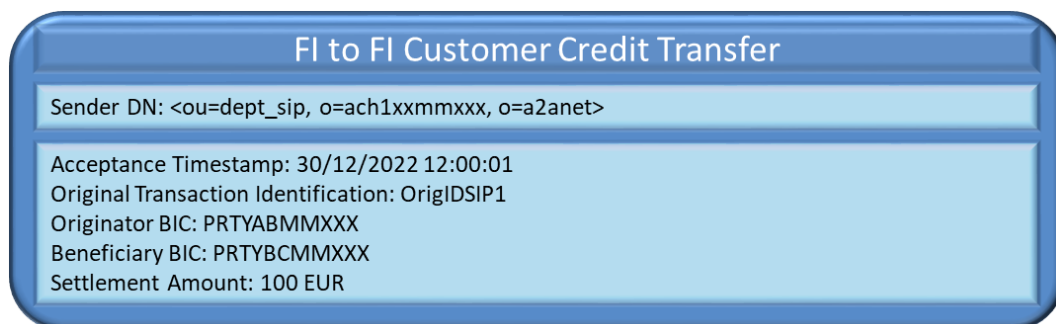 FI to FI Customer Credit Transfer
Sender DN: <ou=dept_sip, o=ach1xxmmxxx, o=a2anet>
Acceptance Timestamp: 30/12/2022 12:00:01
Original Transaction Identification: OrigIDSIP1
Originator BIC: PRTYABMMXXX
Beneficiary BIC: PRTYBCMMXXX
Settlement Amount: 100 EUR